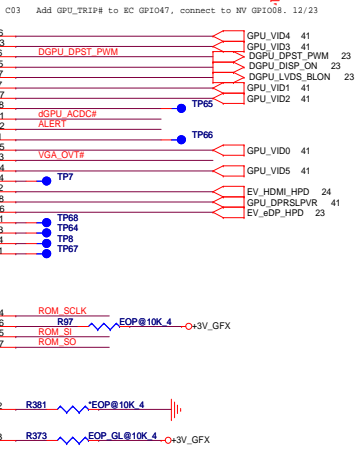 C03 Add GPU_TRIP# to EC GPIO47, connect to NV GPIO8. 12/23
GPU_VID4 41
GPU_VID3 41
DGPU_DPST_PWM GPU_DPST_PWM 23
DGPU_DISP_ON 23
DGPU_LVDS_BLON 23
GPU_VID1 41
GPU_VID2 41
TP65
dGPU_ACDC#
ALERT
TP66
GPU_VID0 41
VGA_OVT#
GPU_VID5 41
TP7
EV_HDMI_HPD 24
GPU_DPRSLPVR 41
EV_eDP_HPD 23
TP68
TP64
TP8
TP67
ROM_SCLK
R97 EOP@10K_4 +3V_GFX
ROM_SI
ROM_SO
R381 *EOP@10K_4
R373 EOP_GL@10K_4 +3V_GFX